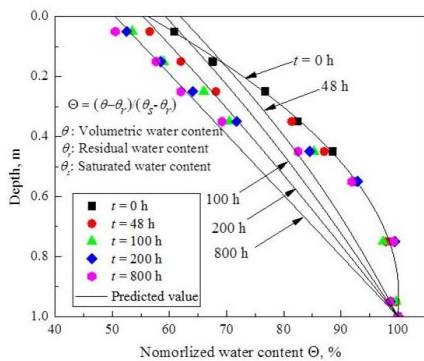 0.0
0.2
0.4
0.6
0.8
1.0
Depth, m
t = 0 h
48 h
Θ = (θ-θr)/(θs-θr)
θ: Volumetric water content
θr: Residual water content
θs: Saturated water content
100 h
200 h
800 h
t = 0 h
t = 48 h
t = 100 h
t = 200 h
t = 800 h
Predicted value
40 50 60 70 80 90 100
Nomorlized water content Θ, %